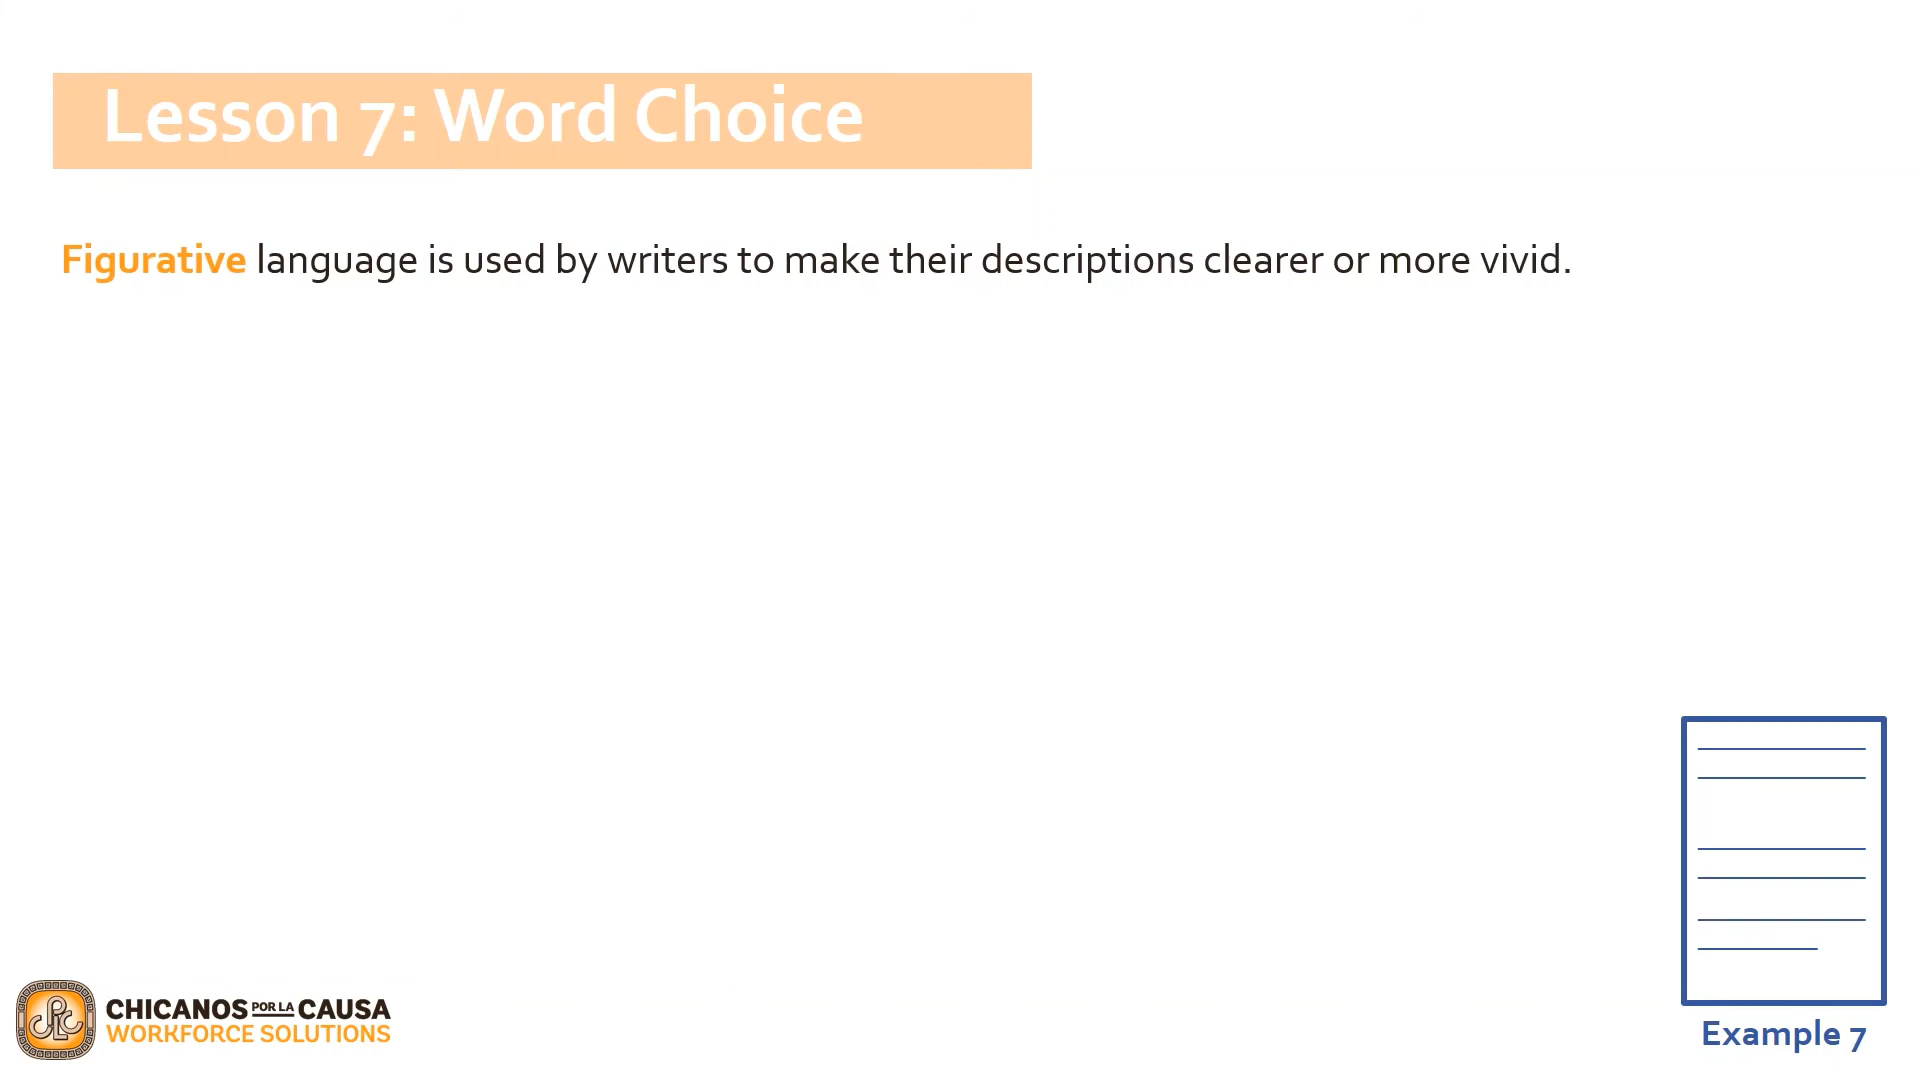 Lesson 7: Word Choice
Figurative language is used by writers to make their descriptions clearer or more vivid.
CHICANOS POR LA CAUSA
WORKFORCE SOLUTIONS
Example 7